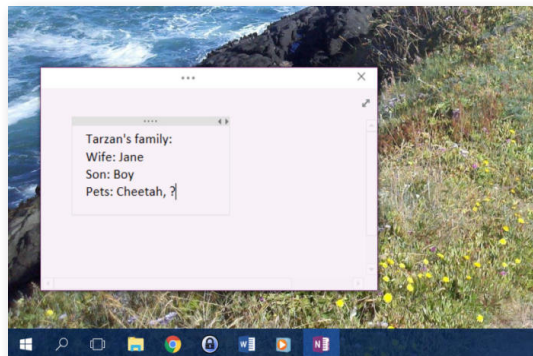 Tarzan's family:
Wife: Jane
Son: Boy
Pets: Cheetah, ?